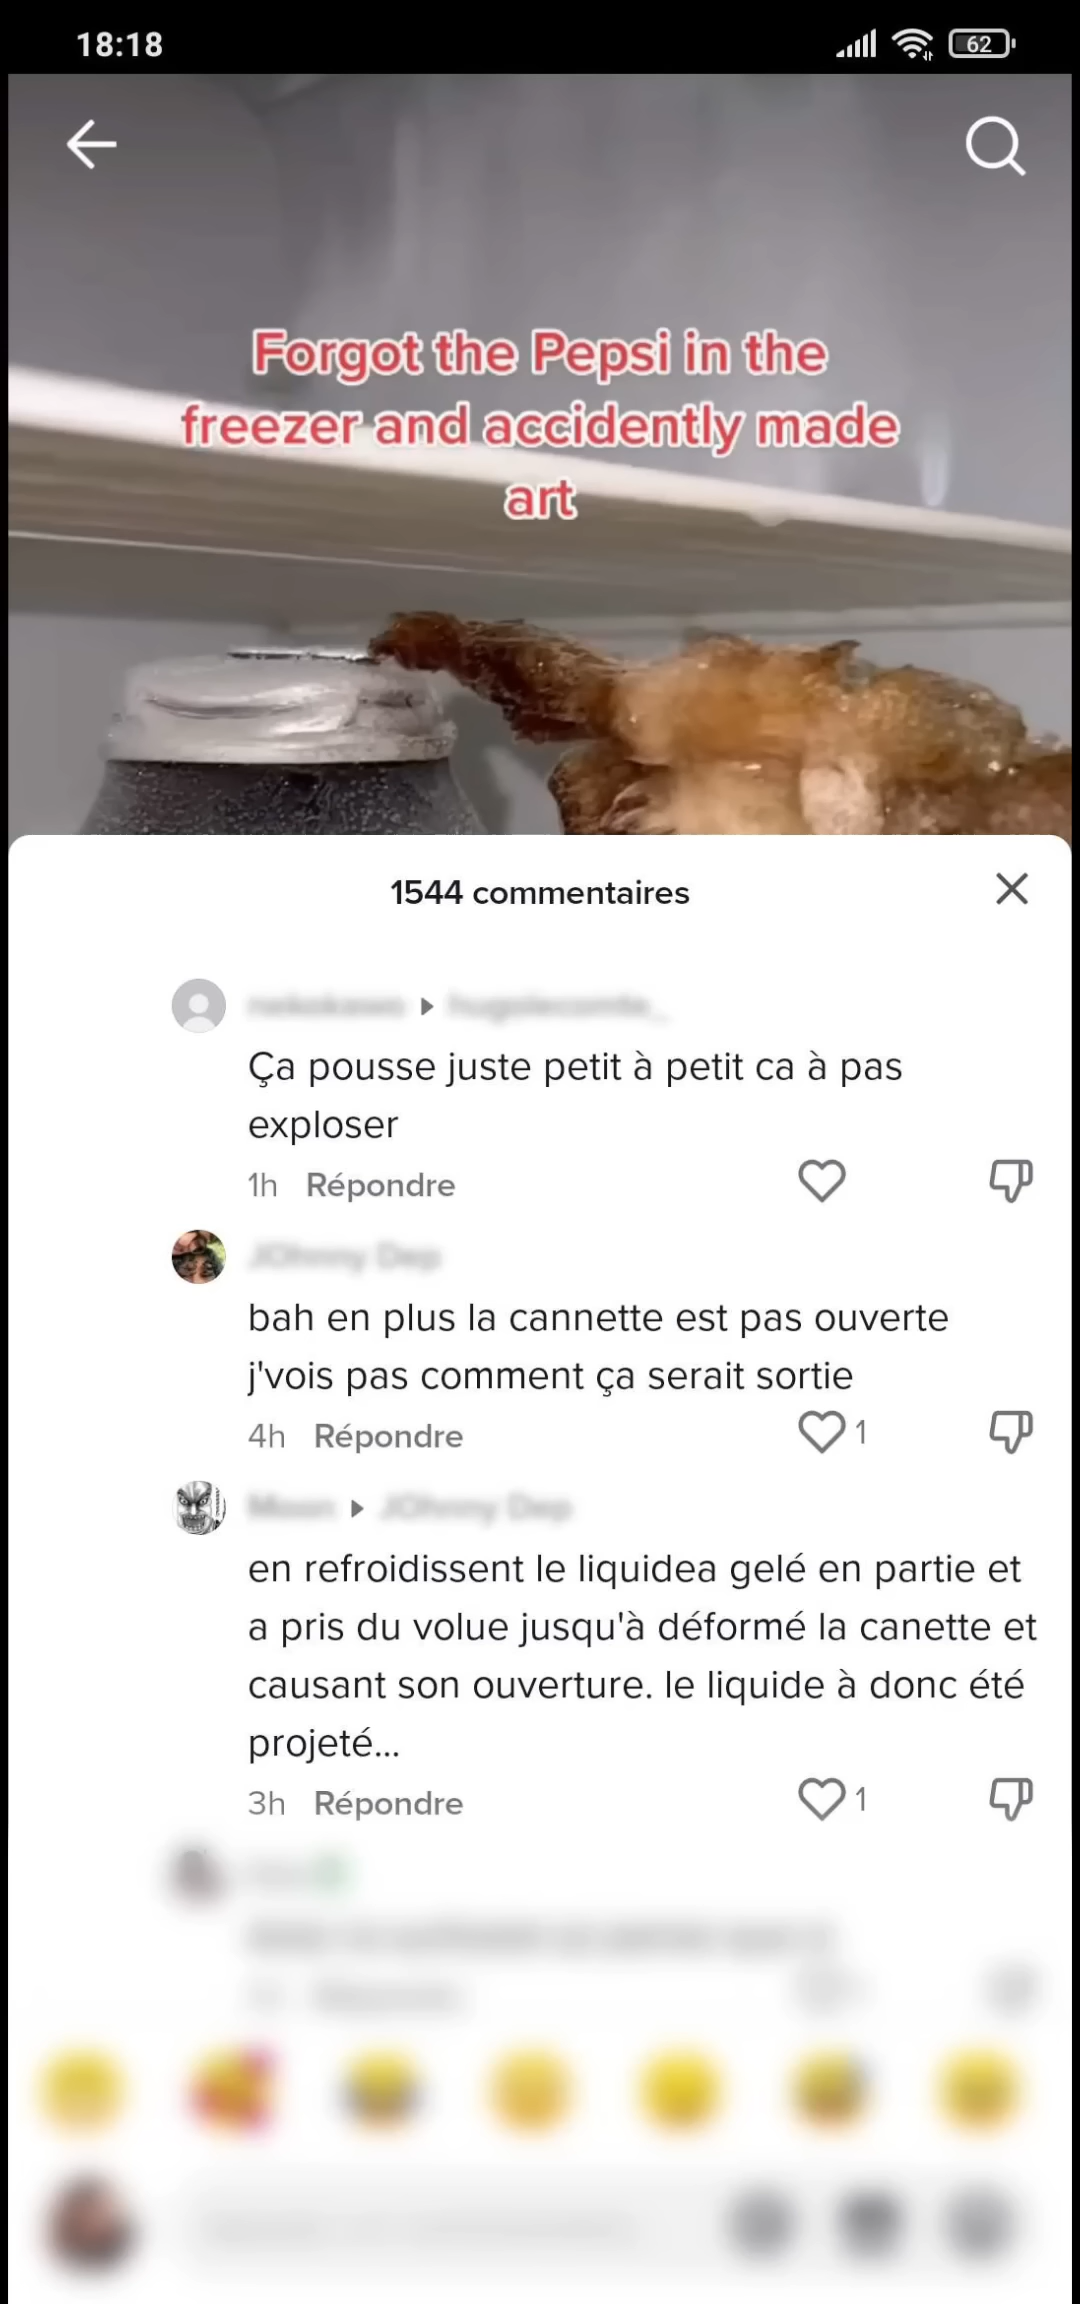 18:18
62
Forgot the Pepsi in the
freezer and accidently made
art
1544 commentaires
Ça pousse juste petit à petit ca à pas
exploser
1h Répondre
bah en plus la cannette est pas ouverte
j'vois pas comment ça serait sortie
4h Répondre 1
en refroidissent le liquidea gelé en partie et
a pris du volue jusqu'à déformé la canette et
causant son ouverture. le liquide à donc été
projeté...
3h Répondre 1